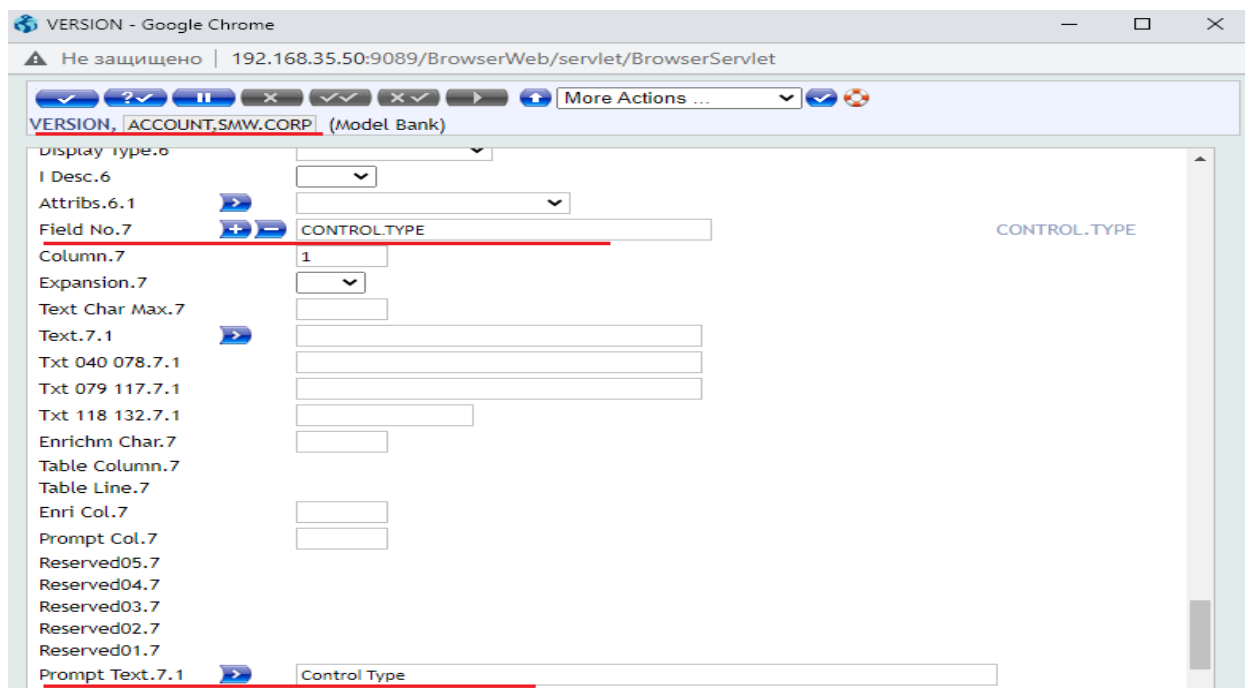 VERSION - Google Chrome
Не защищено | 192.168.35.50:9089/BrowserWeb/servlet/BrowserServlet
More Actions ...
VERSION, ACCOUNT,SMW.CORP (Model Bank)
Display Type.6
I Desc.6
Attribs.6.1
Field No.7 CONTROL.TYPE CONTROL.TYPE
Column.7 1
Expansion.7
Text Char Max.7
Text.7.1
Txt 040 078.7.1
Txt 079 117.7.1
Txt 118 132.7.1
Enrichm Char.7
Table Column.7
Table Line.7
Enri Col.7
Prompt Col.7
Reserved05.7
Reserved04.7
Reserved03.7
Reserved02.7
Reserved01.7
Prompt Text.7.1 Control Type